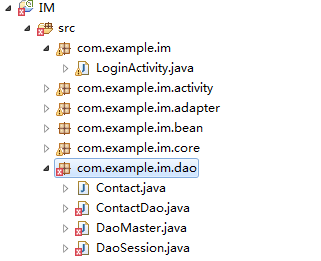 IM
src
com.example.im
LoginActivity.java
com.example.im.activity
com.example.im.adapter
com.example.im.bean
com.example.im.core
com.example.im.dao
Contact.java
ContactDao.java
DaoMaster.java
DaoSession.java